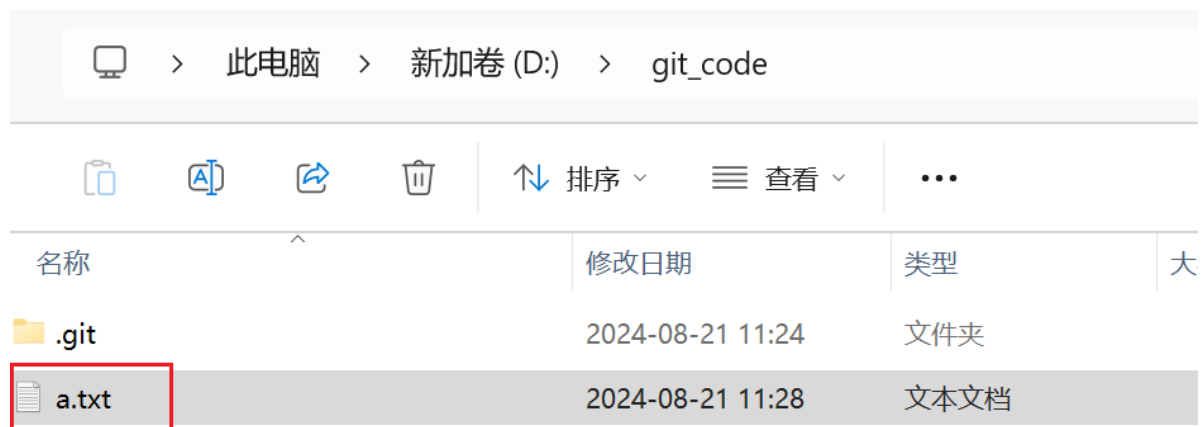 此电脑 > 新加卷 (D:) > git_code
排序 查看
名称 修改日期 类型 大
.git 2024-08-21 11:24 文件夹
a.txt 2024-08-21 11:28 文本文档